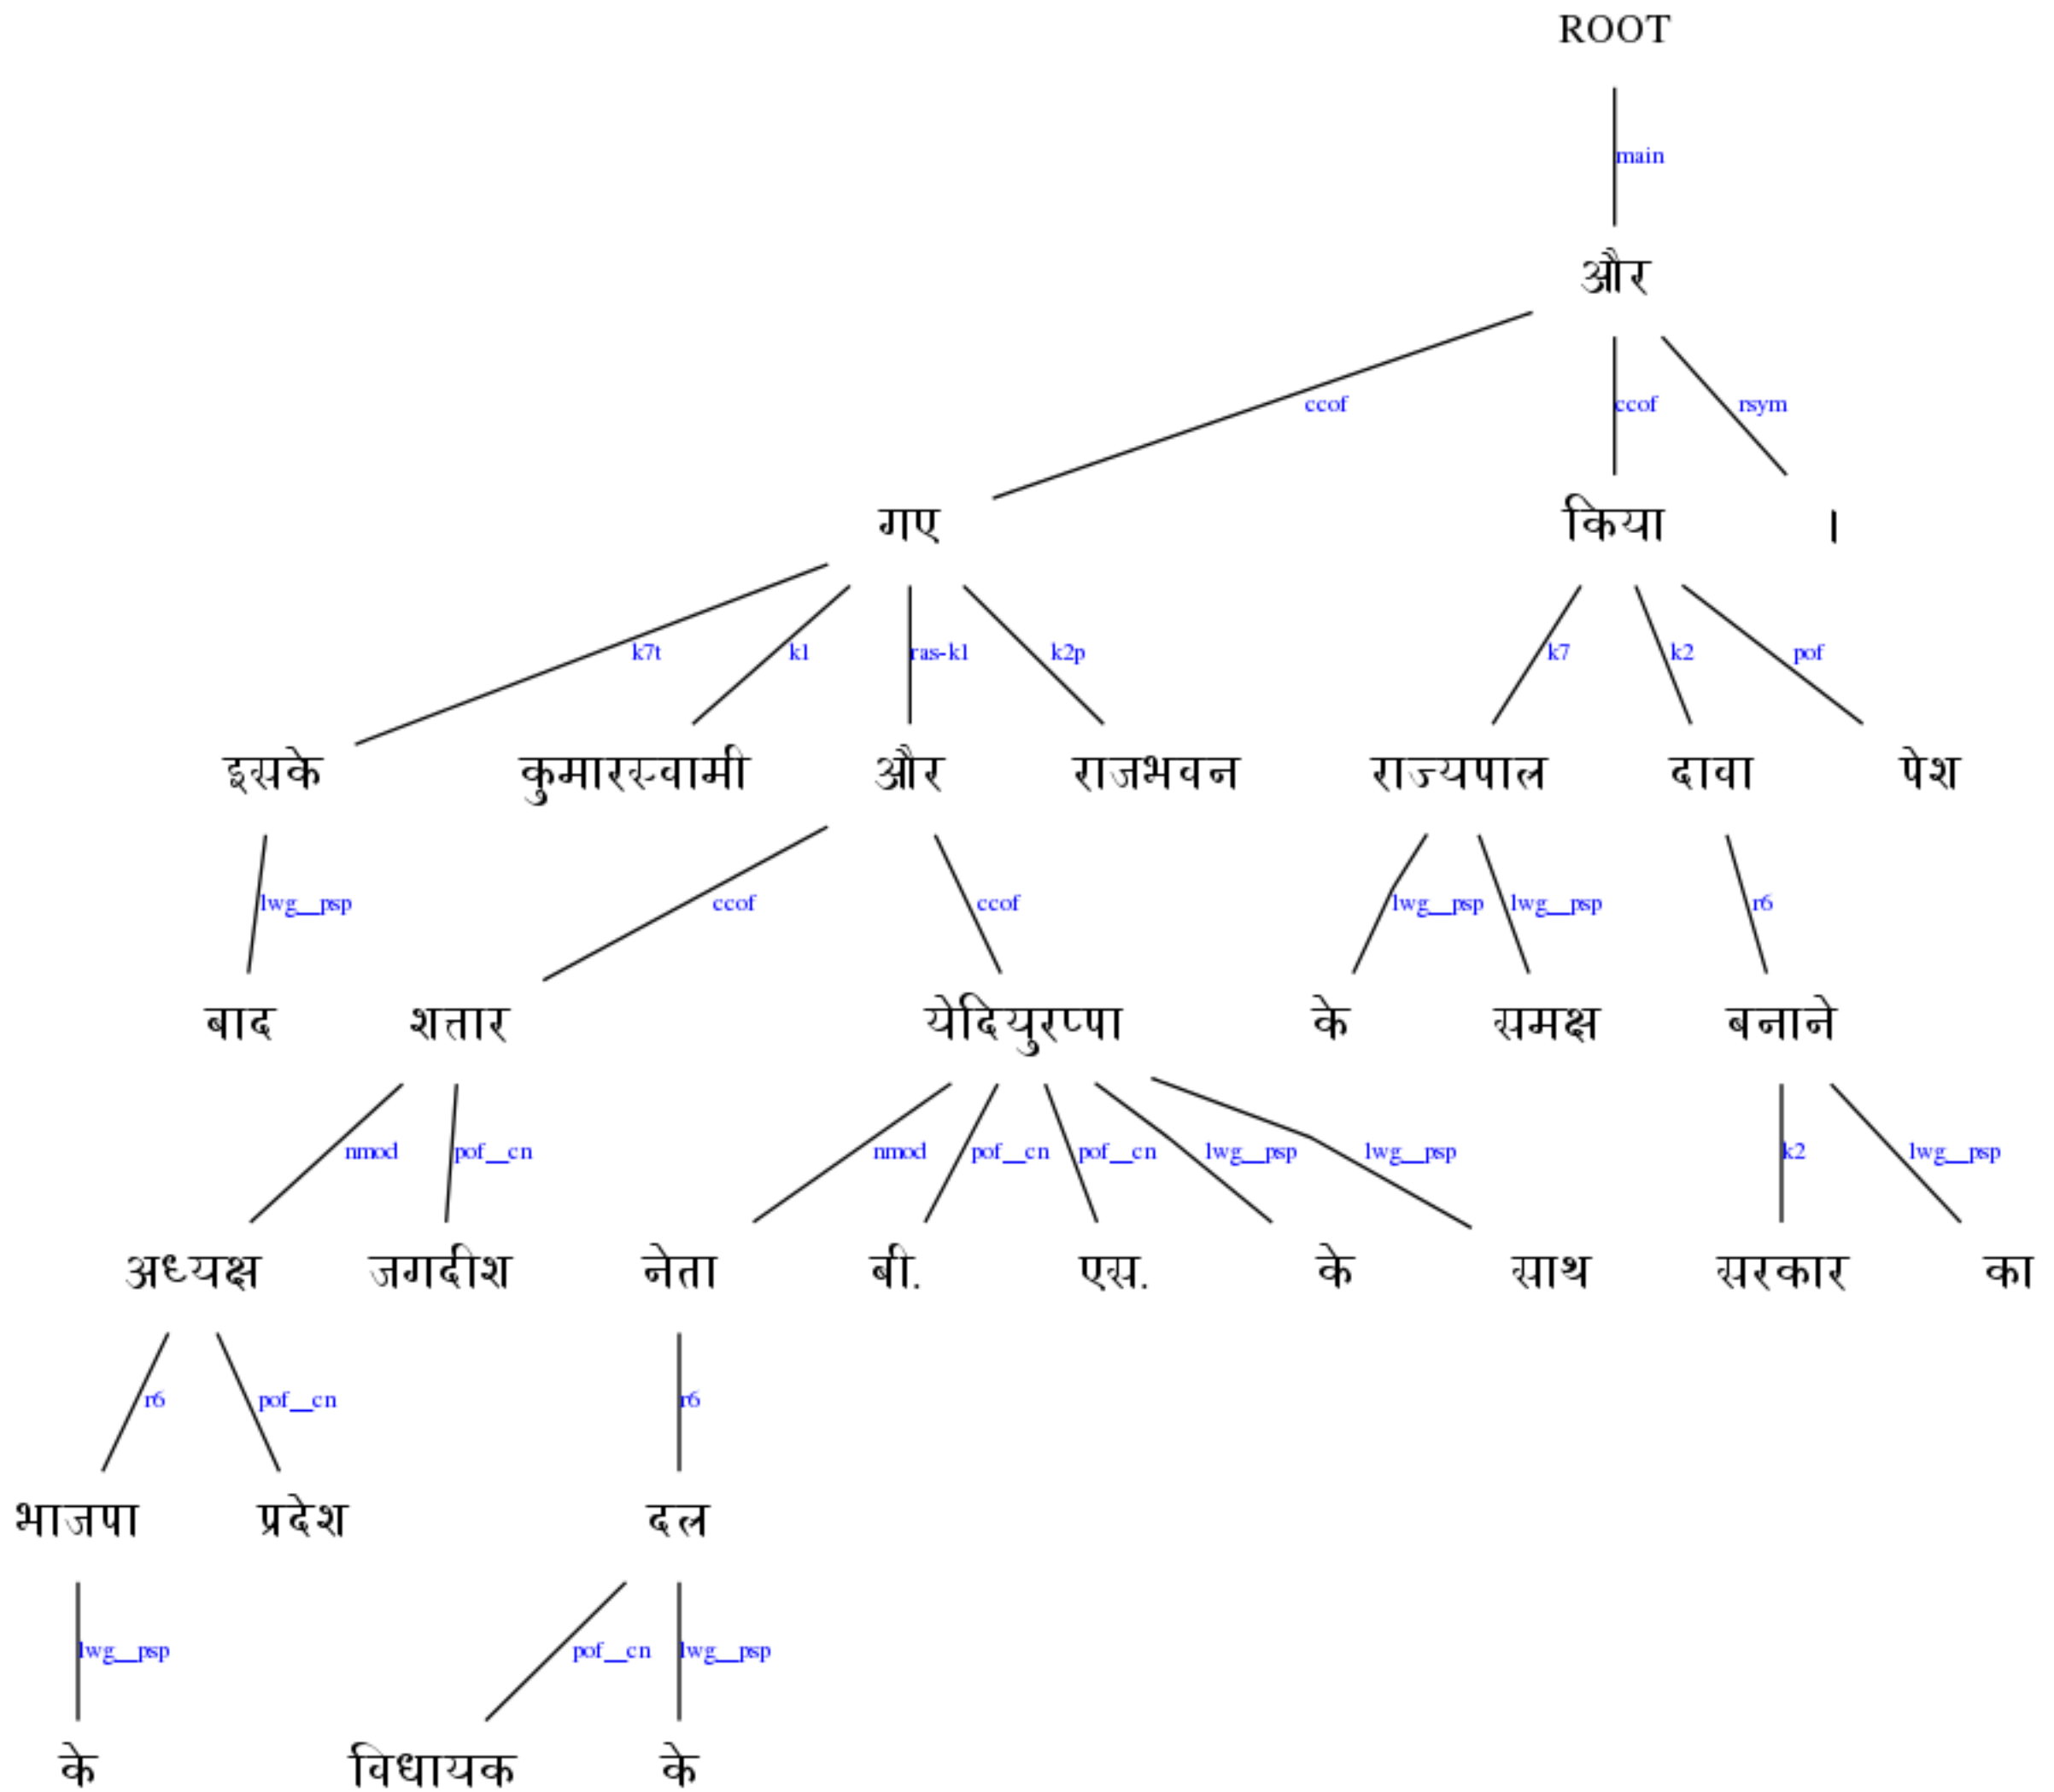 ROOT
main
और
ccof ccof rsym
गए किया ।
k7t k1 ras-k1 k2p k7 k2 pof
इसके कुमारस्वामी और राजभवन राज्यपाल दावा पेश
lwg__psp ccof ccof lwg__psp lwg__psp r6
बाद शत्तार येदियुरप्पा के समक्ष बनाने
nmod pof__cn nmod pof__cn pof__cn lwg__psp lwg__psp k2 lwg__psp
अध्यक्ष जगदीश नेता बी. एस. के साथ सरकार का
r6 pof__cn r6
भाजपा प्रदेश दल
lwg__psp pof__cn lwg__psp
के विधायक के